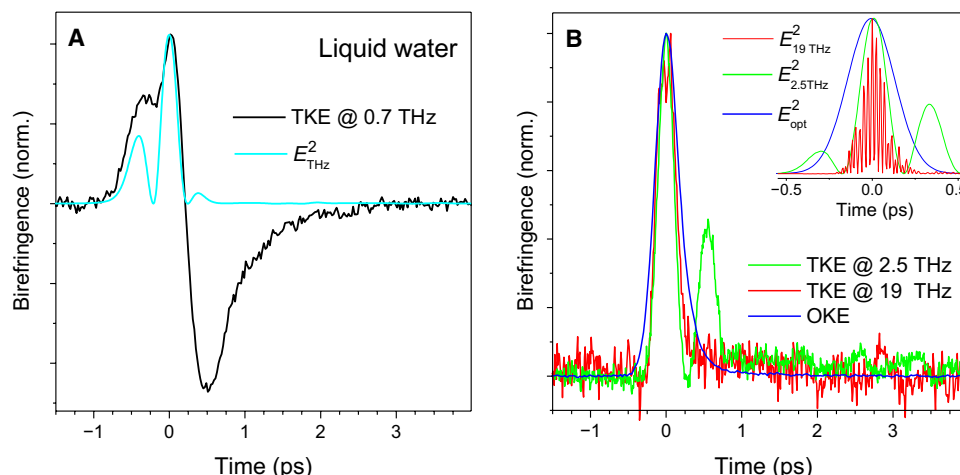 A
Liquid water
TKE @ 0.7 THz
E²THz
Birefringence (norm.)
−1 0 1 2 3
Time (ps)
B
E²19 THz
E²2.5THz
E²opt
−0.5 0.0 0.5
Time (ps)
TKE @ 2.5 THz
TKE @ 19 THz
OKE
Birefringence (norm.)
−1 0 1 2 3
Time (ps)